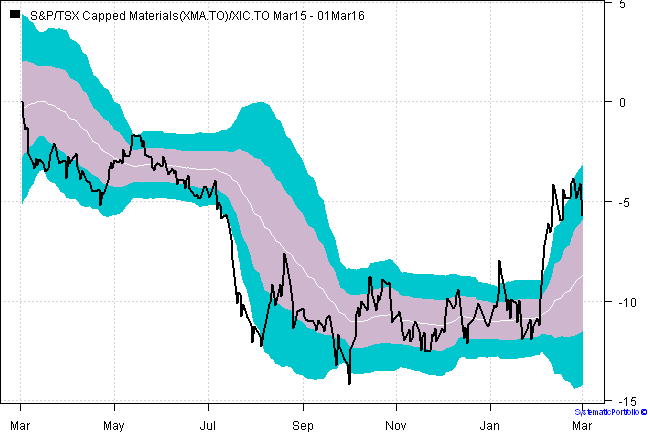 S&P/TSX Capped Materials(XMA.TO)/XIC.TO Mar15 - 01Mar16
5
0
-5
-10
-15
SystematicPortfolio ©
Mar May Jul Sep Nov Jan Mar